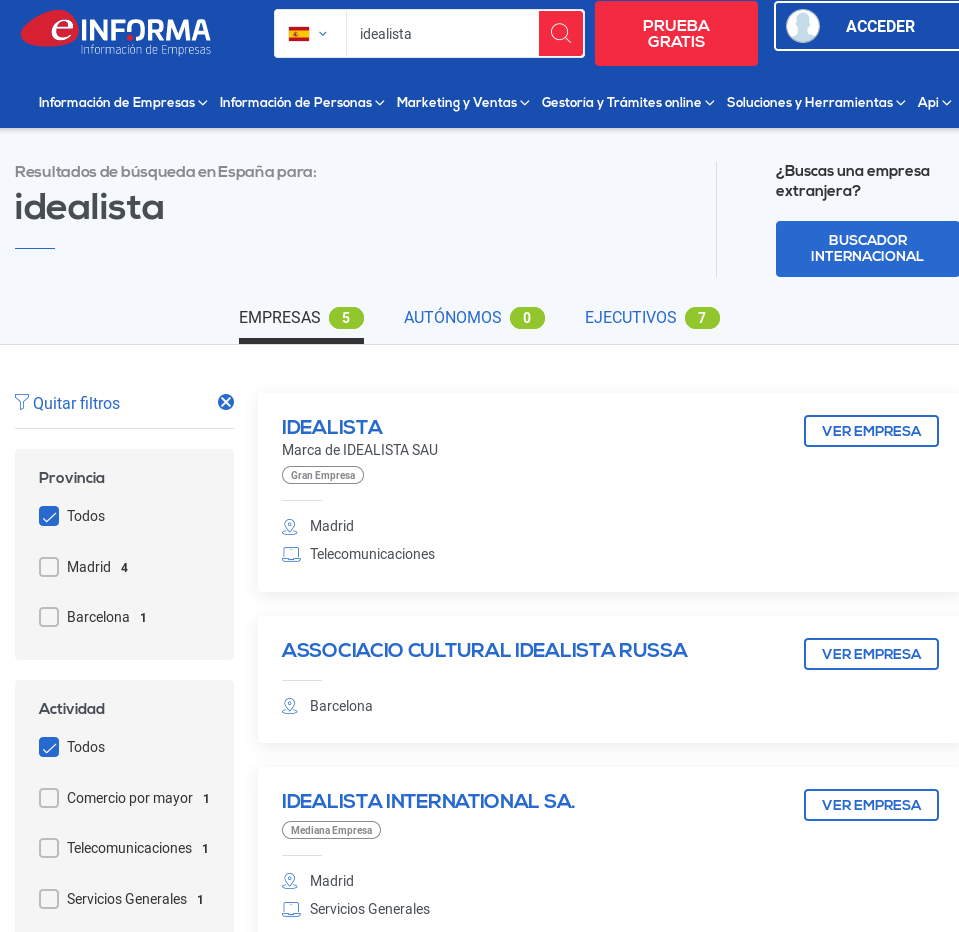 eINFORMA
Información de Empresas
idealista
PRUEBA
GRATIS
ACCEDER
Información de Empresas
Información de Personas
Marketing y Ventas
Gestoría y Trámites online
Soluciones y Herramientas
Api
Resultados de búsqueda en España para:
idealista
¿Buscas una empresa
extranjera?
BUSCADOR
INTERNACIONAL
EMPRESAS 5
AUTÓNOMOS 0
EJECUTIVOS 7
Quitar filtros
Provincia
Todos
Madrid 4
Barcelona 1
Actividad
Todos
Comercio por mayor 1
Telecomunicaciones 1
Servicios Generales 1
IDEALISTA
VER EMPRESA
Marca de IDEALISTA SAU
Gran Empresa
Madrid
Telecomunicaciones
ASSOCIACIO CULTURAL IDEALISTA RUSSA
VER EMPRESA
Barcelona
IDEALISTA INTERNATIONAL SA.
VER EMPRESA
Mediana Empresa
Madrid
Servicios Generales